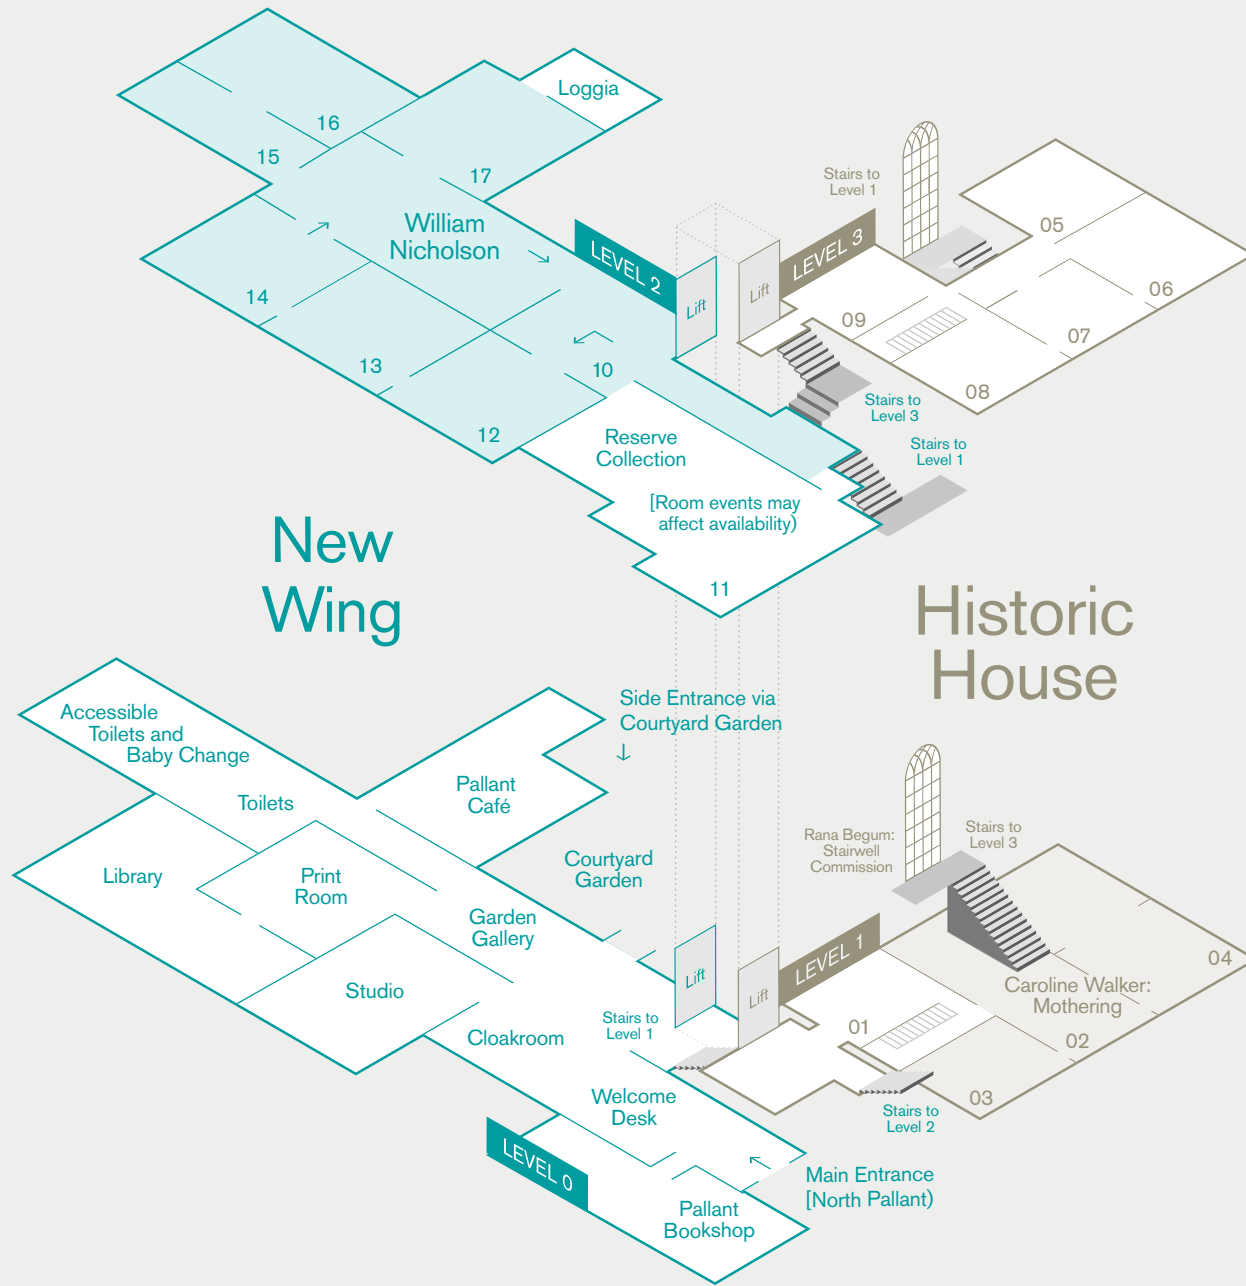 Loggia
16
15
17
William
Nicholson
LEVEL 2
Lift
Lift
LEVEL 3
Stairs to
Level 1
05
06
07
08
09
14
13
12
10
Stairs to
Level 3
Stairs to
Level 1
Reserve
Collection
[Room events may
affect availability)
11
New
Wing
Historic
House
Accessible
Toilets and
Baby Change
Toilets
Pallant
Café
Side Entrance via
Courtyard Garden
Library
Print
Room
Garden
Gallery
Courtyard
Garden
Studio
Cloakroom
Stairs to
Level 1
Lift
Lift
LEVEL 1
Rana Begum:
Stairwell
Commission
Stairs to
Level 3
04
Caroline Walker:
Mothering
01
02
03
Stairs to
Level 2
Welcome
Desk
LEVEL 0
Main Entrance
[North Pallant)
Pallant
Bookshop